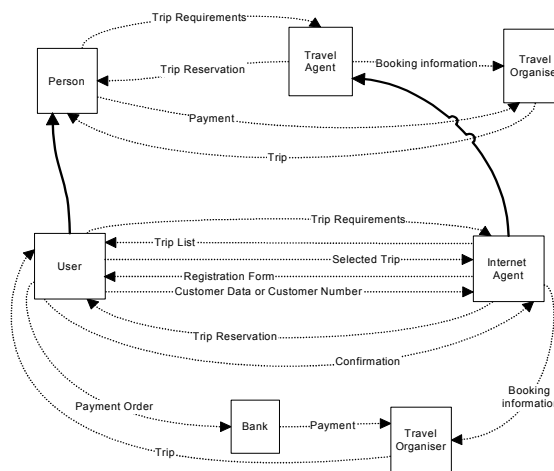 Trip Requirements
Travel
Agent
Travel
Organiser
Person
Trip Reservation
Booking information
Payment
Trip
Trip Requirements
User
Trip List
Internet
Agent
Selected Trip
Registration Form
Customer Data or Customer Number
Trip Reservation
Confirmation
Payment Order
Booking
information
Bank
Payment
Travel
Organiser
Trip